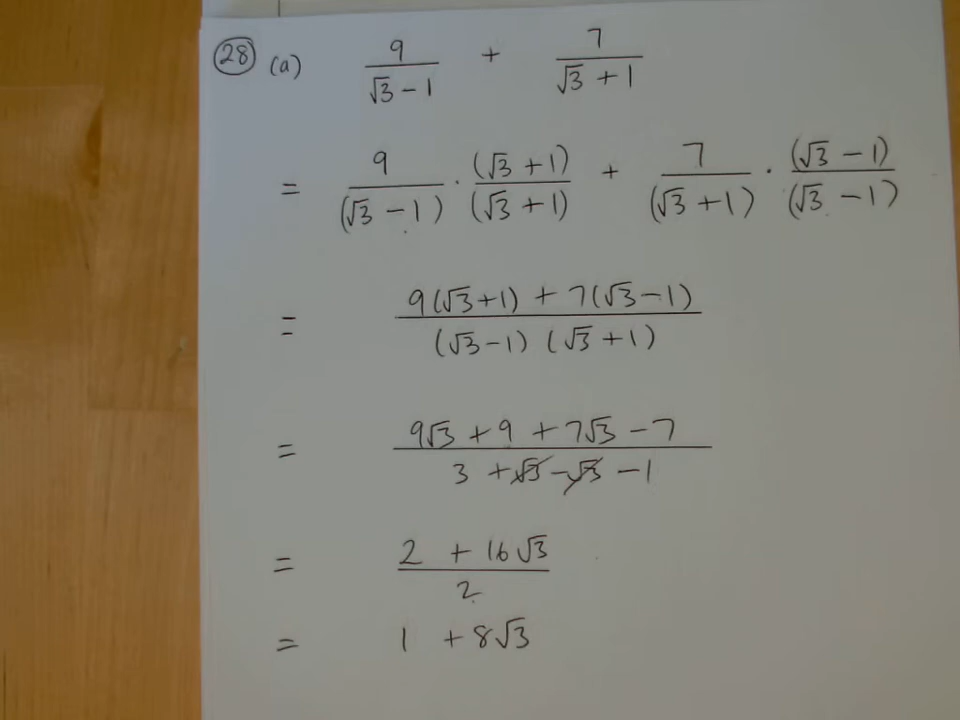 (28) (a) 9/(√3 - 1) + 7/(√3 + 1)
= 9/(√3 - 1) · (√3 + 1)/(√3 + 1) + 7/(√3 + 1) · (√3 - 1)/(√3 - 1)
= (9(√3+1) + 7(√3-1))/((√3-1) (√3+1))
= (9√3 + 9 + 7√3 - 7)/(3 + √3 - √3 - 1)
= (2 + 16√3)/2
= 1 + 8√3